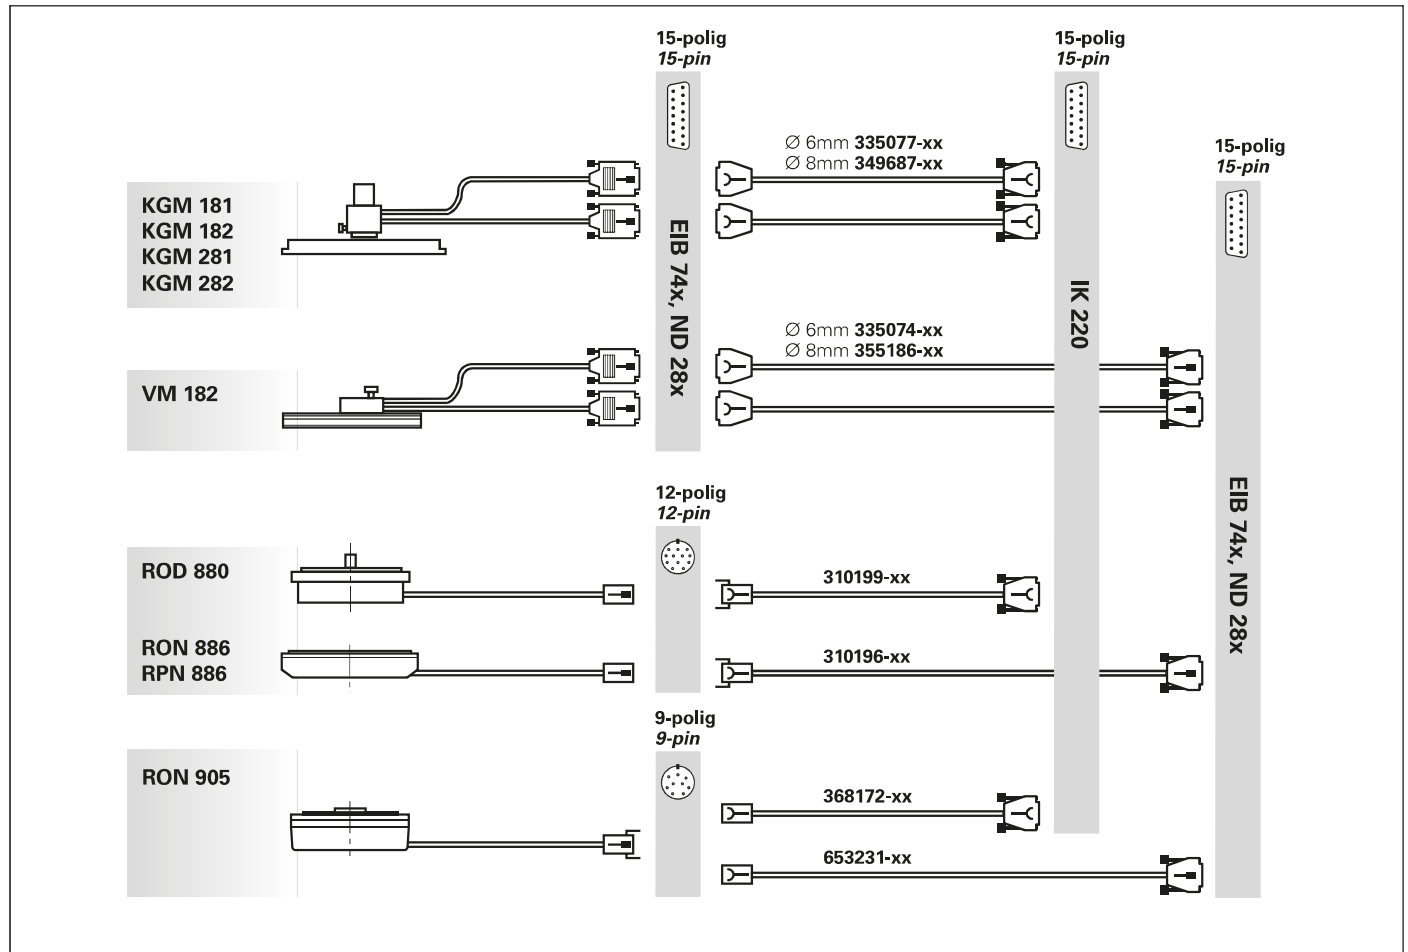 15-polig
15-pin
15-polig
15-pin
15-polig
15-pin
Ø 6mm 335077-xx
Ø 8mm 349687-xx
KGM 181
KGM 182
KGM 281
KGM 282
EIB 74x, ND 28x
IK 220
Ø 6mm 335074-xx
Ø 8mm 355186-xx
VM 182
12-polig
12-pin
EIB 74x, ND 28x
ROD 880
310199-xx
RON 886
RPN 886
310196-xx
9-polig
9-pin
RON 905
368172-xx
653231-xx